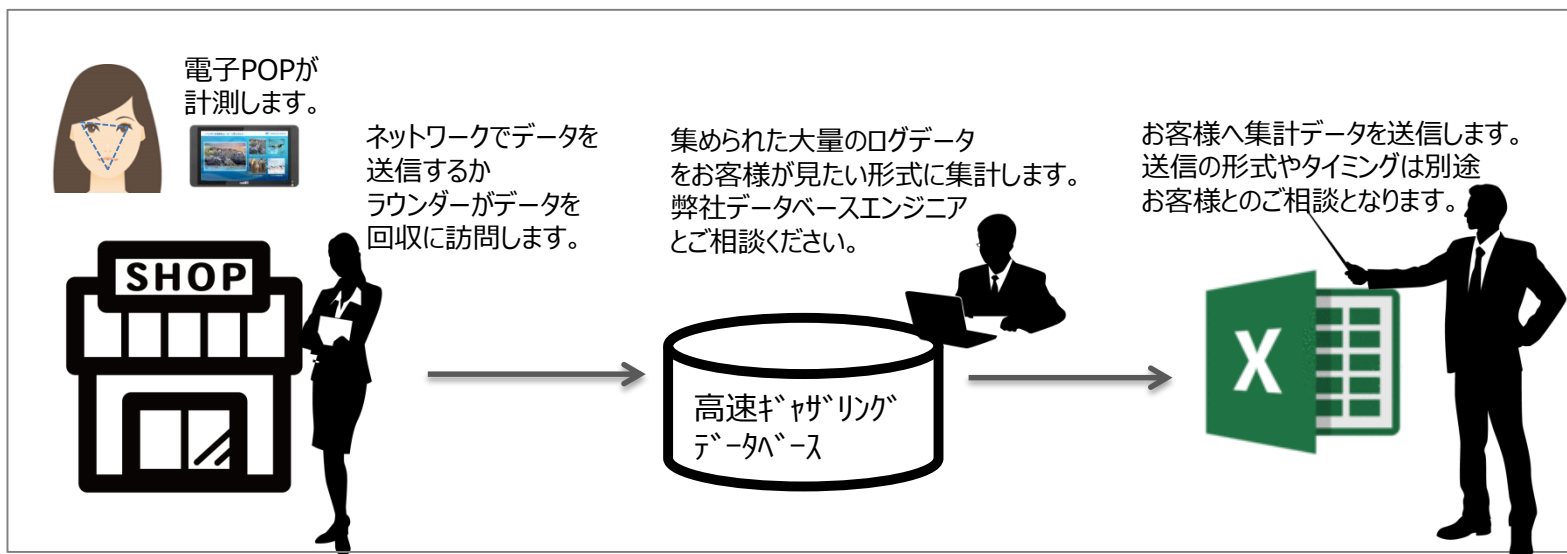 電子POPが
計測します。
ネットワークでデータを
送信するか
ラウンダーがデータを
回収に訪問します。
集められた大量のログデータ
をお客様が見たい形式に集計します。
弊社データベースエンジニア
とご相談ください。
お客様へ集計データを送信します。
送信の形式やタイミングは別途
お客様とのご相談となります。
SHOP
高速ｷﾞｬｻﾞﾘﾝｸﾞ
ﾃﾞｰﾀﾍﾞｰｽ
X